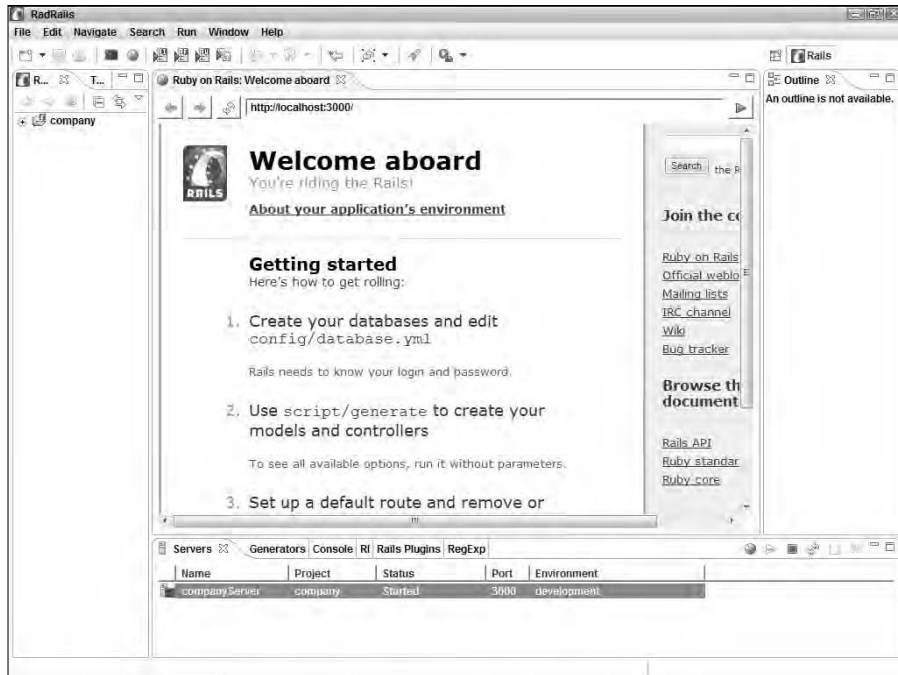 RadRails
File Edit Navigate Search Run Window Help
Rails
R... T...
Ruby on Rails: Welcome aboard
Outline
http://localhost:3000/
An outline is not available.
company
RAILS
Welcome aboard
You're riding the Rails!
About your application's environment
Getting started
Here's how to get rolling:
1. Create your databases and edit
config/database.yml
Rails needs to know your login and password.
2. Use script/generate to create your
models and controllers
To see all available options, run it without parameters.
3. Set up a default route and remove or
Search the R
Join the co
Ruby on Rails
Official weblo
Mailing lists
IRC channel
Wiki
Bug tracker
Browse th
document
Rails API
Ruby standar
Ruby core
Servers Generators Console RI Rails Plugins RegExp
Name Project Status Port Environment
companyServer company Started 3000 development